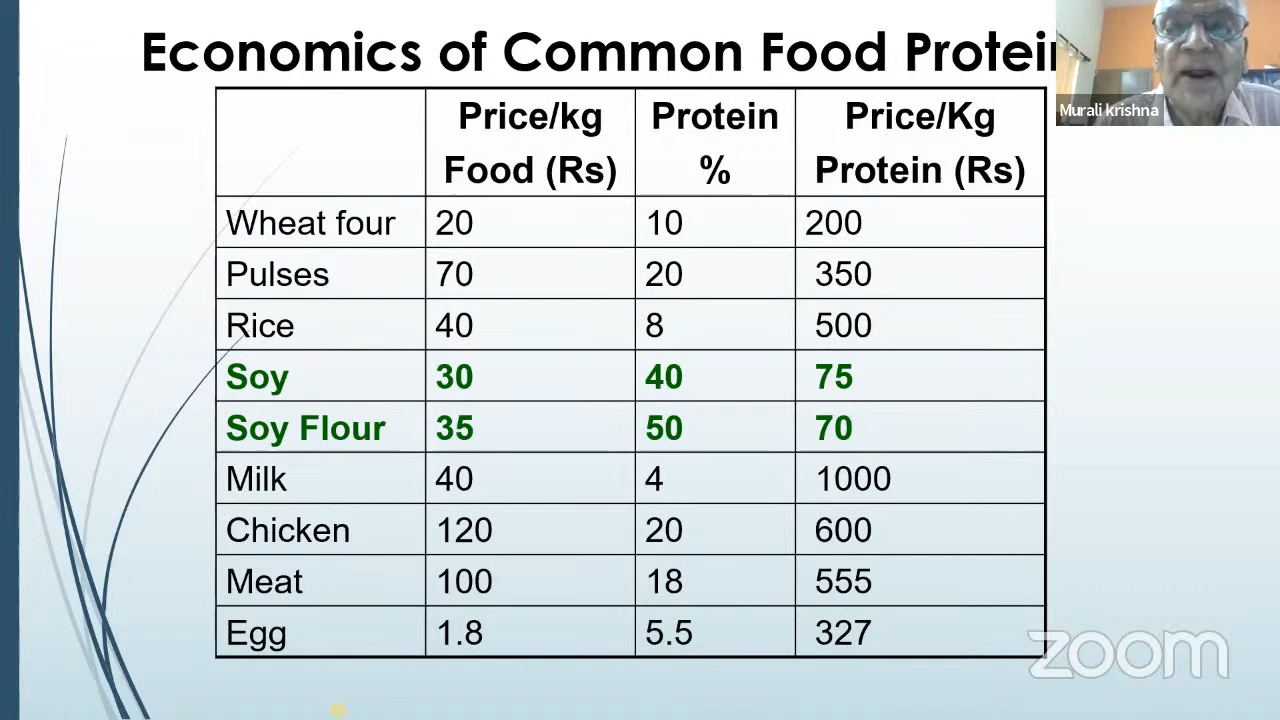 Economics of Common Food Protein
Murali krishna
Price/kg Food (Rs) Protein % Price/Kg Protein (Rs)
Wheat four 20 10 200
Pulses 70 20 350
Rice 40 8 500
Soy 30 40 75
Soy Flour 35 50 70
Milk 40 4 1000
Chicken 120 20 600
Meat 100 18 555
Egg 1.8 5.5 327
zoom